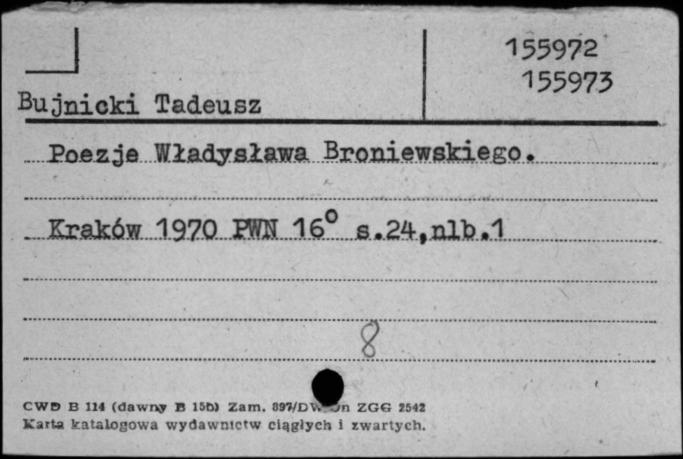 155972
155973
Bujnicki Tadeusz
Poezje Władysława Broniewskiego.
Kraków 1970 PWN 16° s.24,nlb.1
8
CWD B 114 (dawny B 15b) Zam. 897/DW ZGG 2542
Karta katalogowa wydawnictw ciągłych i zwartych.